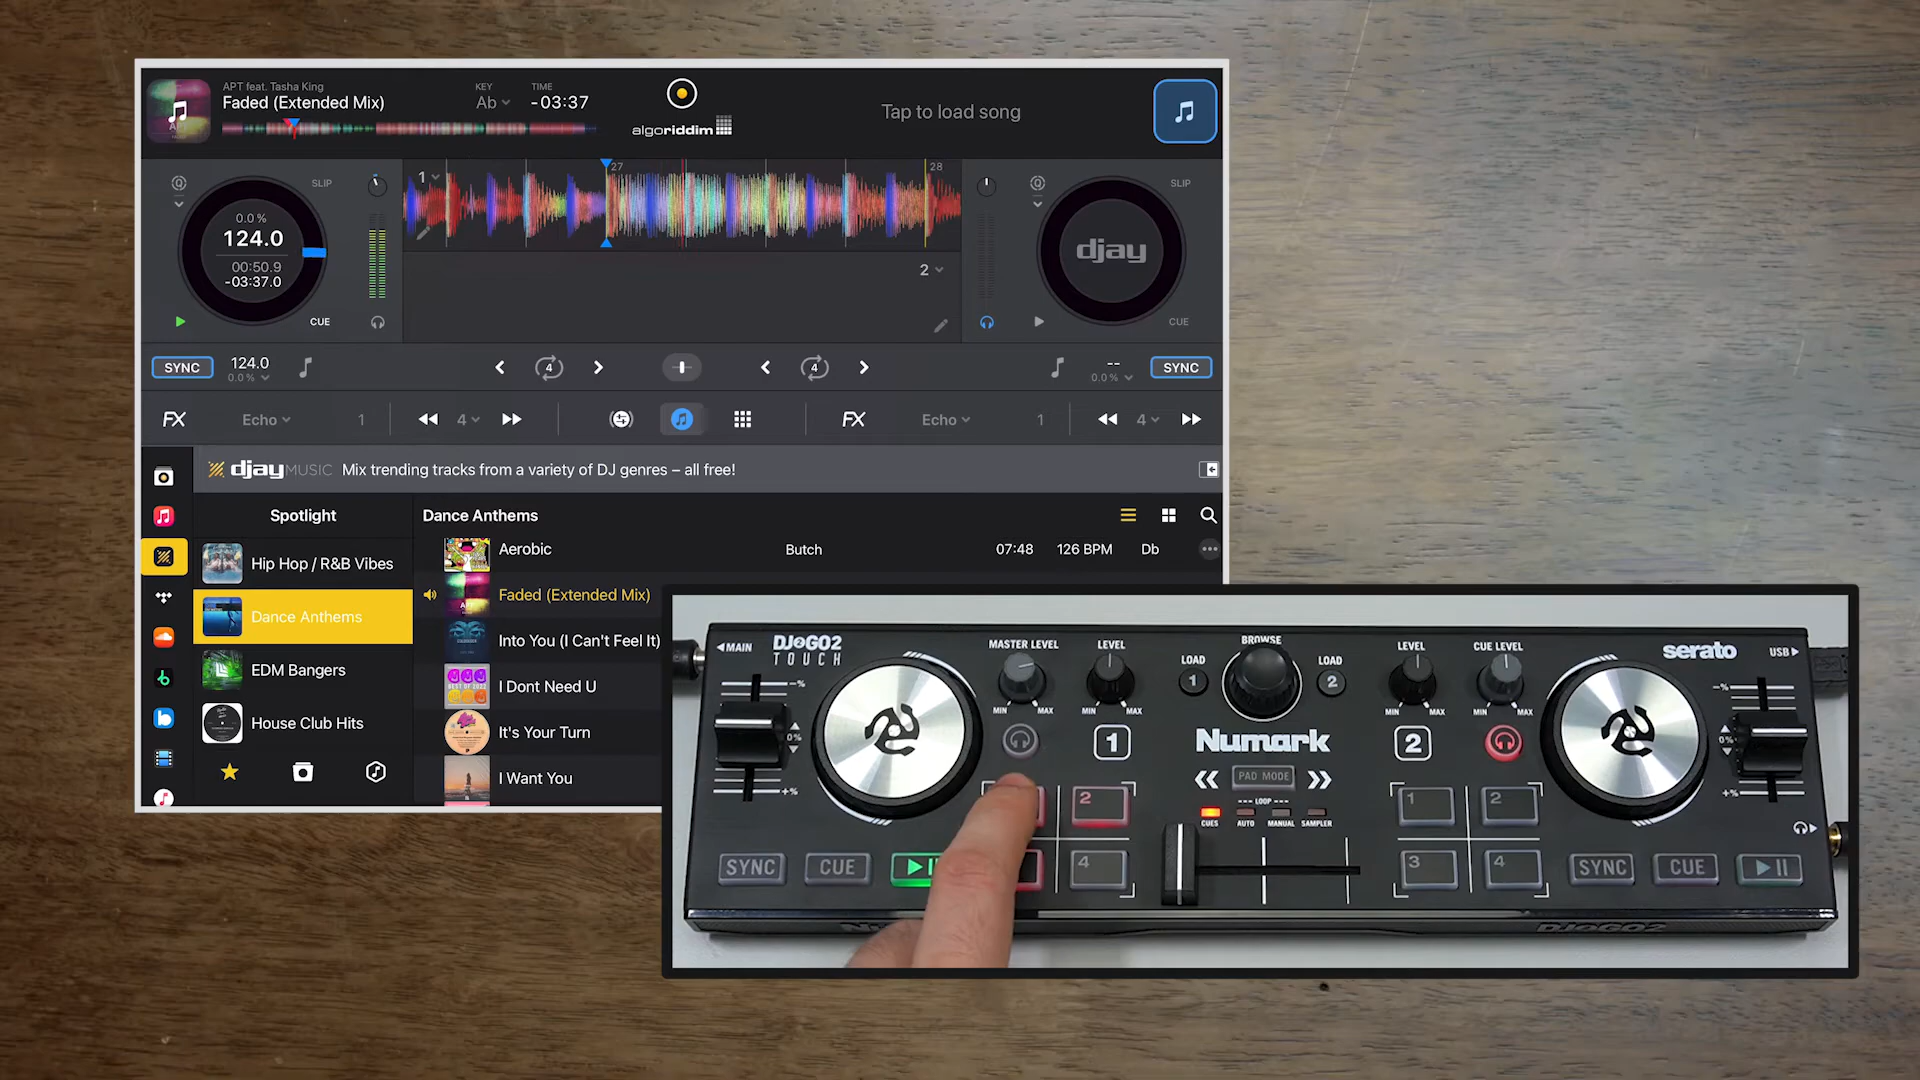 APT feat. Tasha King
Faded (Extended Mix)
KEY
Ab
TIME
-03:37
algoriddim
Tap to load song
SLIP
0.0 %
124.0
00:50.9
-03:37.0
CUE
1
27
28
2
SLIP
djay
CUE
SYNC
124.0
0.0 %
4
4
--
0.0 %
SYNC
FX
Echo
1
4
FX
Echo
1
4
djay MUSIC
Mix trending tracks from a variety of DJ genres – all free!
Spotlight
Hip Hop / R&B Vibes
Dance Anthems
EDM Bangers
House Club Hits
Dance Anthems
Aerobic
Butch
07:48
126 BPM
Db
Faded (Extended Mix)
Into You (I Can't Feel It)
I Dont Need U
It's Your Turn
I Want You
MAIN
DJ2GO2
TOUCH
MASTER LEVEL
LEVEL
BROWSE
LOAD
1
LOAD
2
LEVEL
CUE LEVEL
serato
USB
-%
0%
+%
MIN
MAX
MIN
MAX
MIN
MAX
MIN
MAX
-%
0%
+%
1
Numark
2
PAD MODE
LOOP
CUES
AUTO
MANUAL
SAMPLER
2
4
1
2
3
4
SYNC
CUE
SYNC
CUE
DJ2GO2